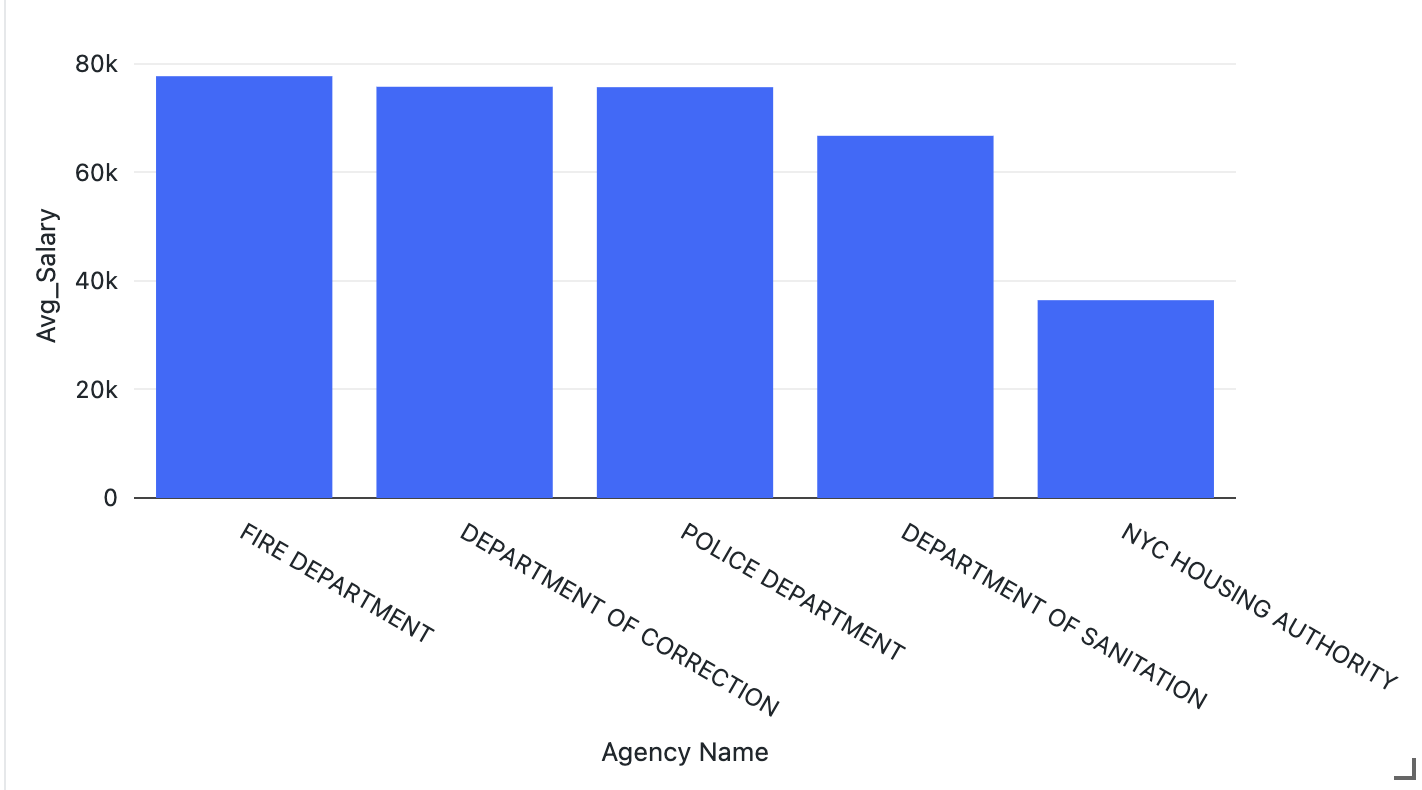 80k
60k
40k
20k
0
Avg_Salary
FIRE DEPARTMENT
DEPARTMENT OF CORRECTION
POLICE DEPARTMENT
DEPARTMENT OF SANITATION
NYC HOUSING AUTHORITY
Agency Name